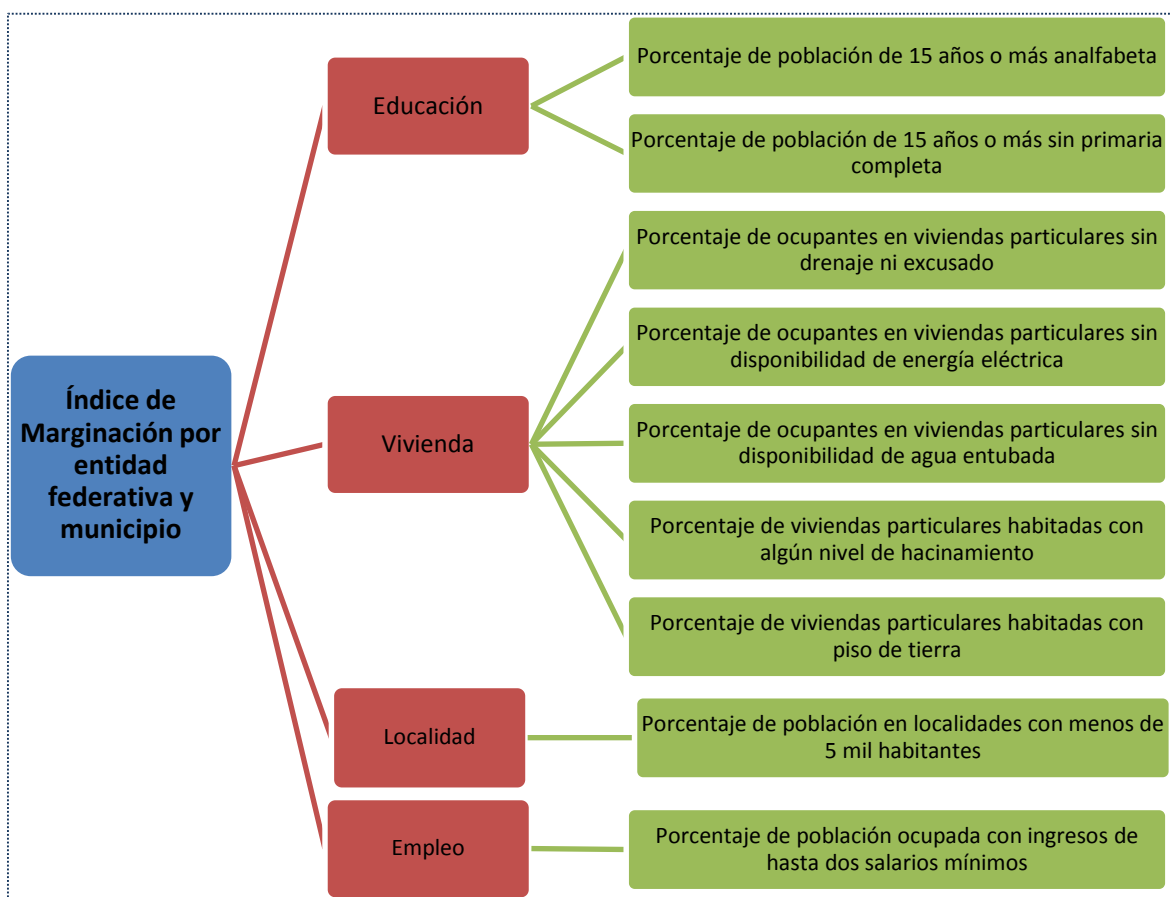 Índice de
Marginación por
entidad
federativa y
municipio
Educación
Porcentaje de población de 15 años o más analfabeta
Porcentaje de población de 15 años o más sin primaria
completa
Vivienda
Porcentaje de ocupantes en viviendas particulares sin
drenaje ni excusado
Porcentaje de ocupantes en viviendas particulares sin
disponibilidad de energía eléctrica
Porcentaje de ocupantes en viviendas particulares sin
disponibilidad de agua entubada
Porcentaje de viviendas particulares habitadas con
algún nivel de hacinamiento
Porcentaje de viviendas particulares habitadas con
piso de tierra
Localidad
Porcentaje de población en localidades con menos de
5 mil habitantes
Empleo
Porcentaje de población ocupada con ingresos de
hasta dos salarios mínimos